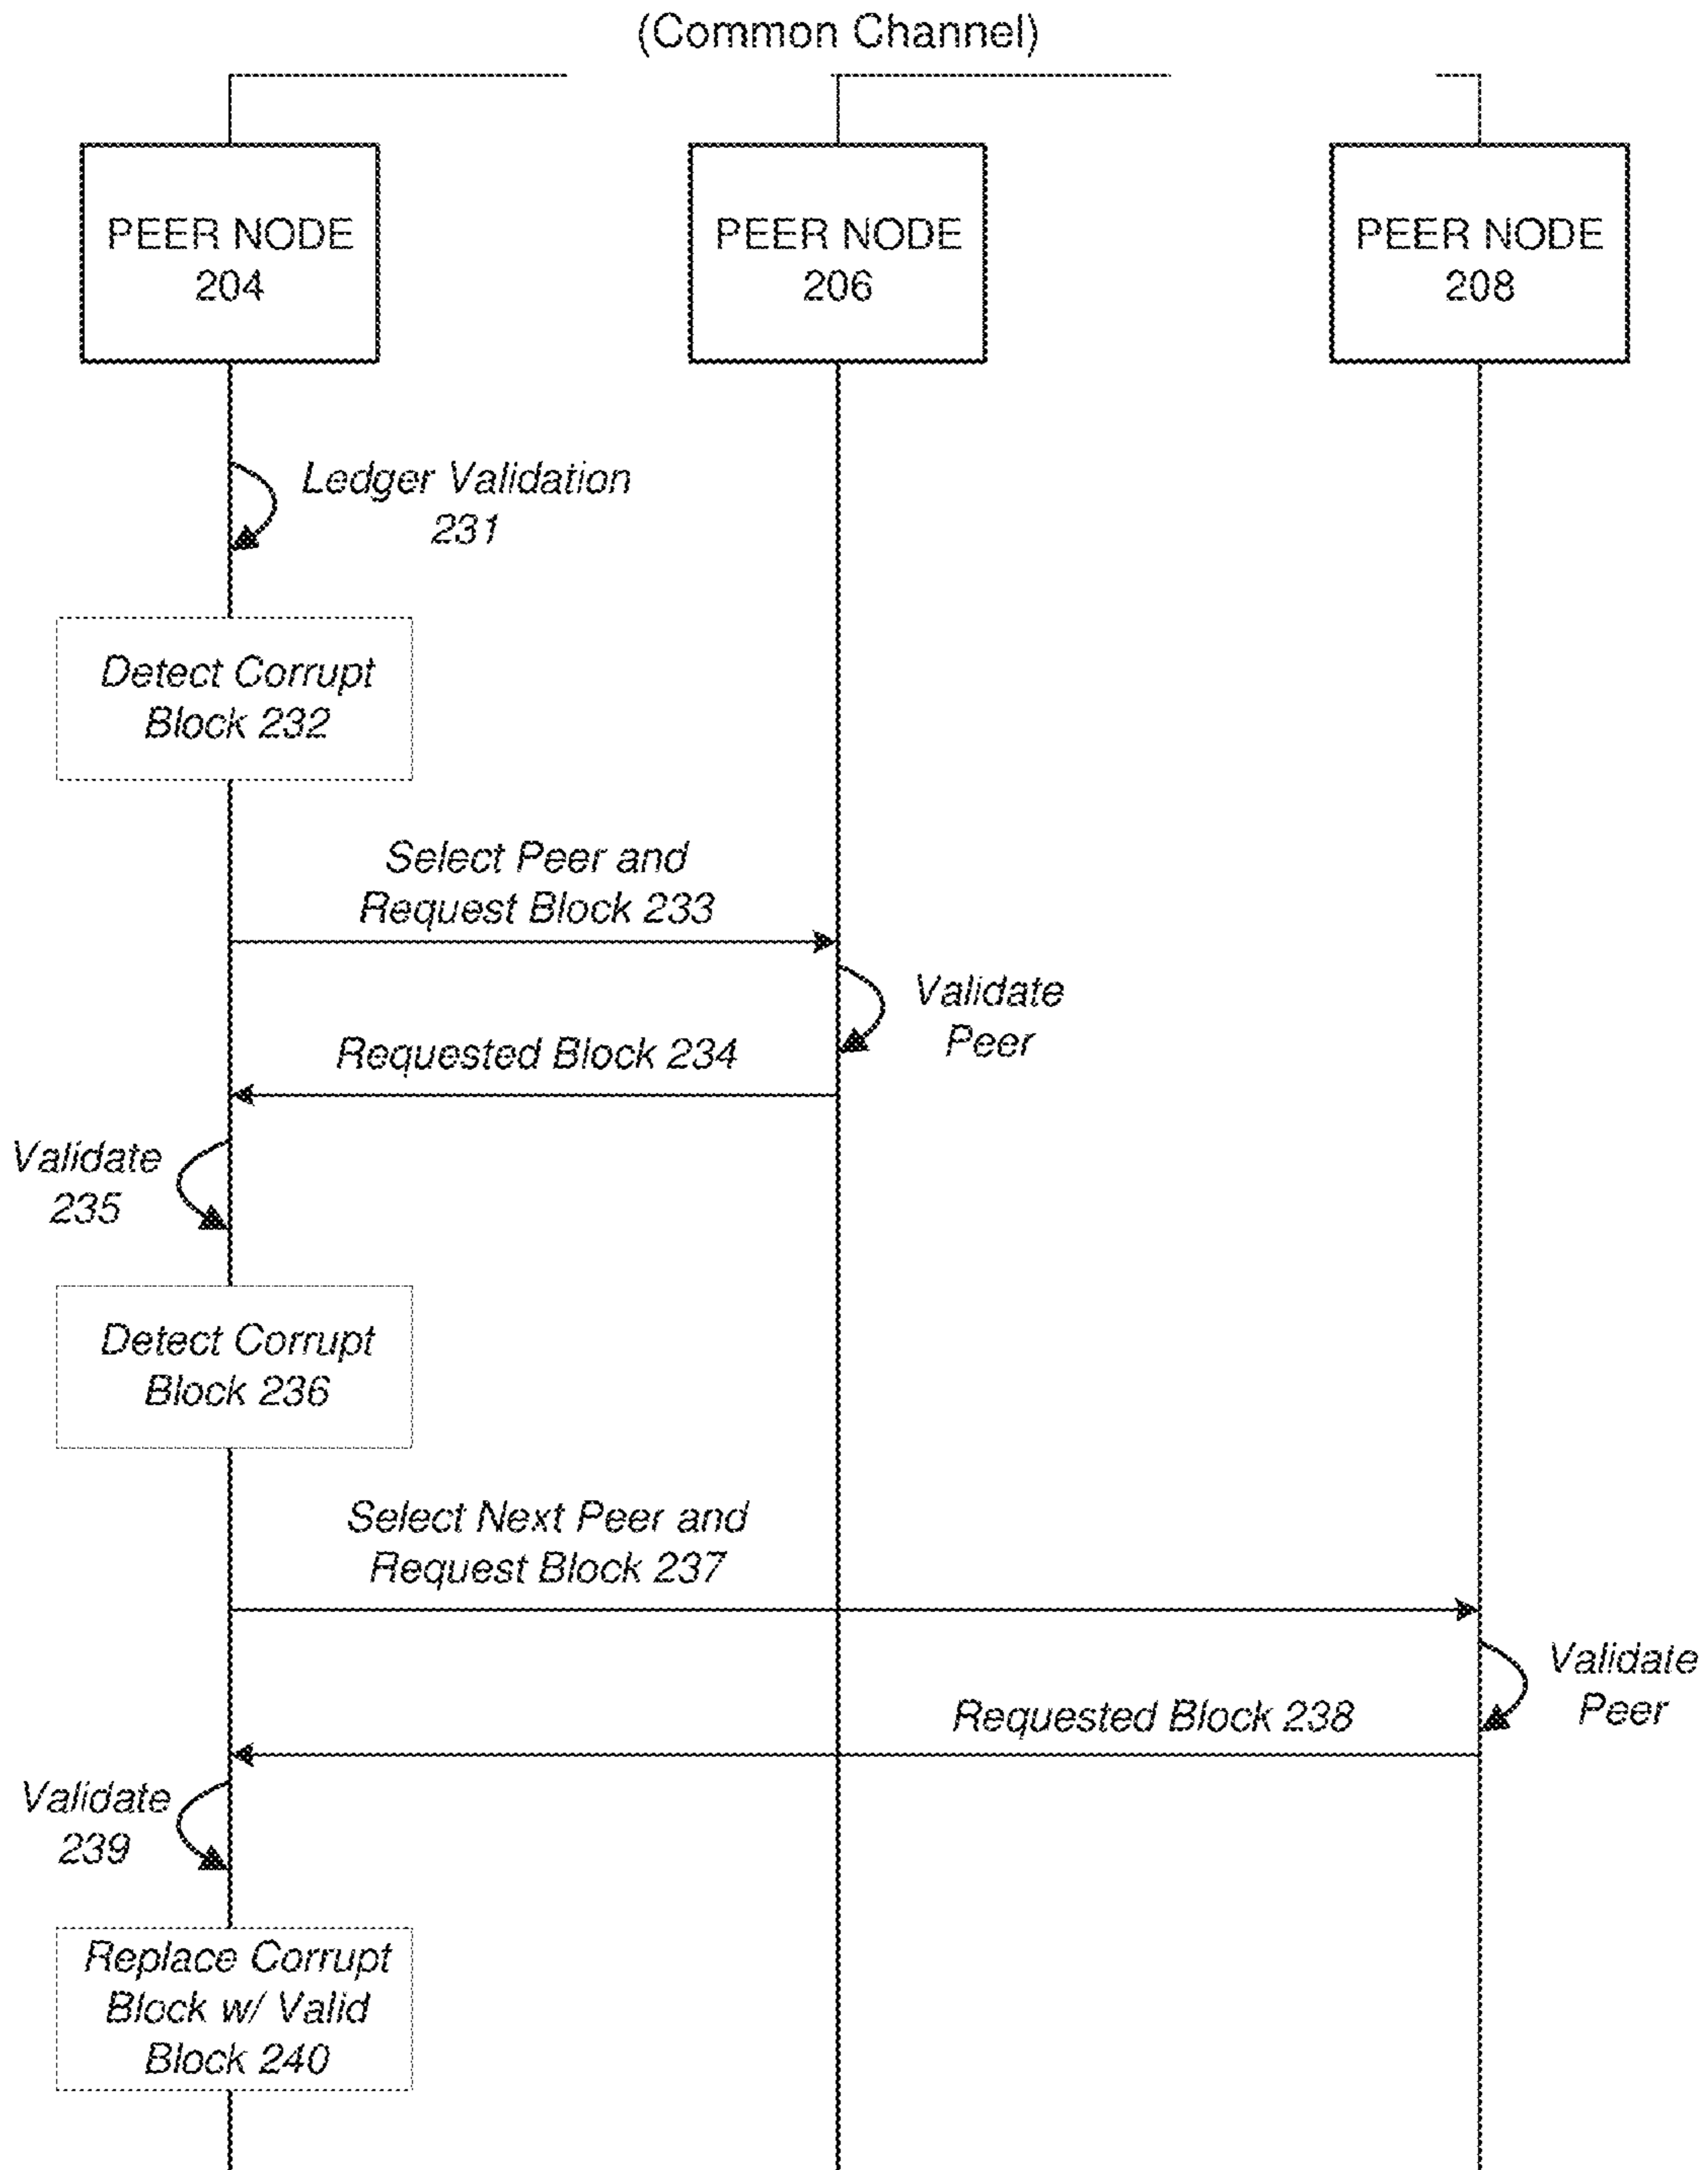 (Common Channel)
PEER NODE
204
PEER NODE
206
PEER NODE
208
Ledger Validation
231
Detect Corrupt
Block 232
Select Peer and
Request Block 233
Validate
Peer
Requested Block 234
Validate
235
Detect Corrupt
Block 236
Select Next Peer and
Request Block 237
Validate
Peer
Requested Block 238
Validate
239
Replace Corrupt
Block w/ Valid
Block 240